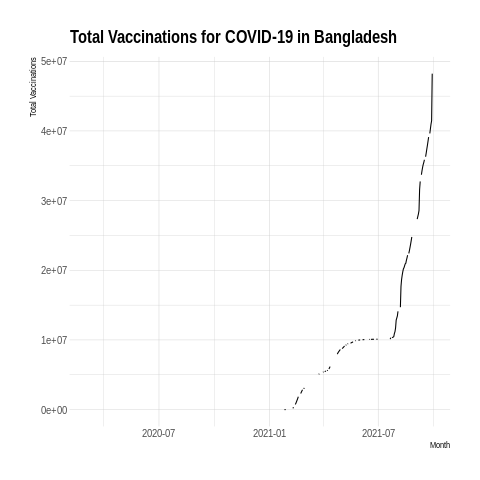 Total Vaccinations for COVID-19 in Bangladesh
Total Vaccinations
5e+07
4e+07
3e+07
2e+07
1e+07
0e+00
2020-07
2021-01
2021-07
Month